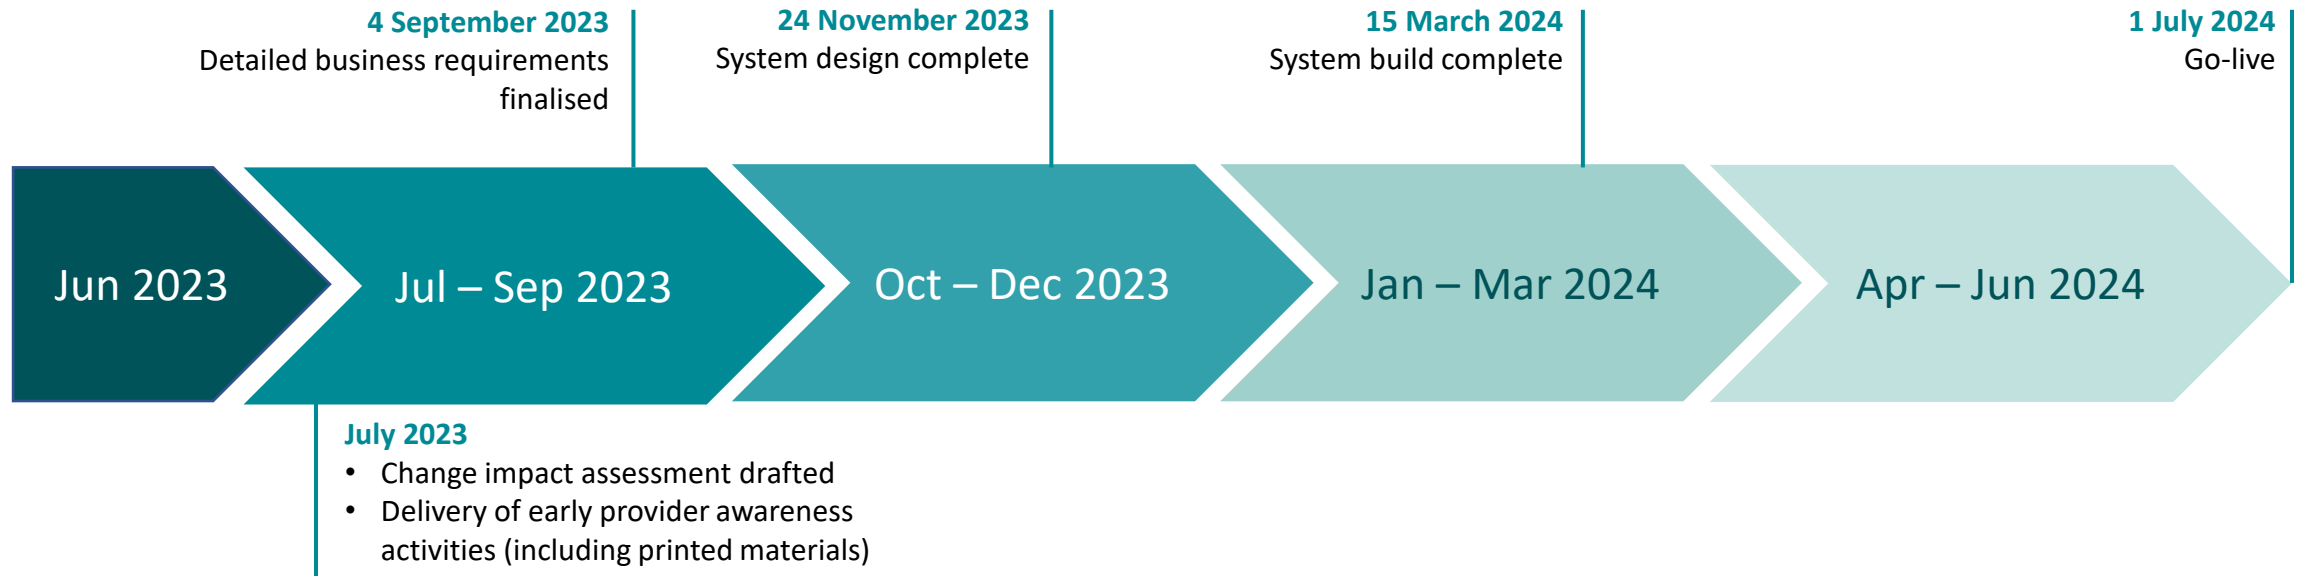 4 September 2023
Detailed business requirements
finalised
24 November 2023
System design complete
15 March 2024
System build complete
1 July 2024
Go-live
Jun 2023
Jul – Sep 2023
Oct – Dec 2023
Jan – Mar 2024
Apr – Jun 2024
July 2023
• Change impact assessment drafted
• Delivery of early provider awareness
activities (including printed materials)